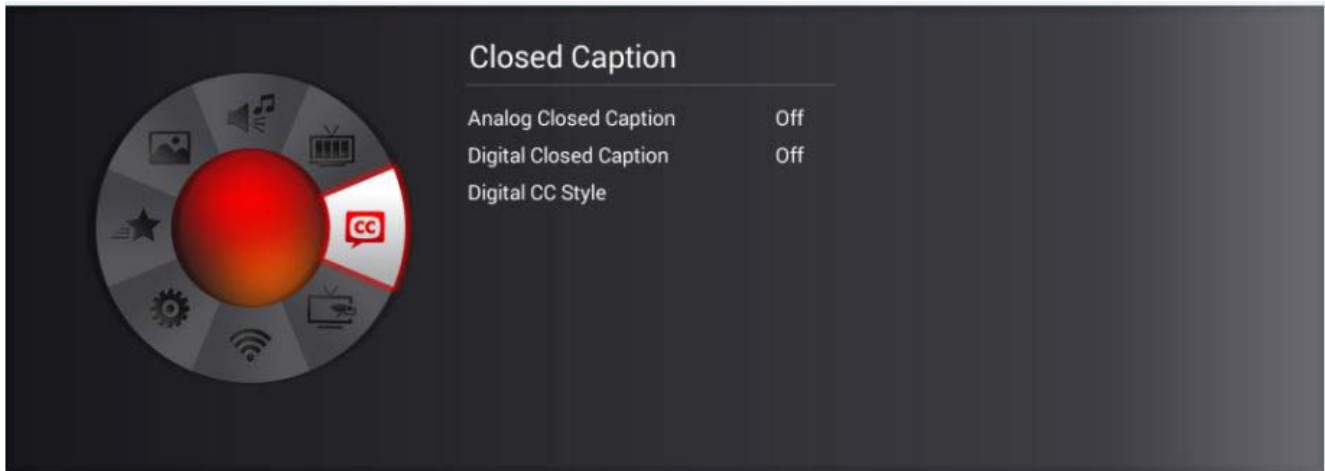 Closed Caption
Analog Closed Caption Off
Digital Closed Caption Off
Digital CC Style
CC